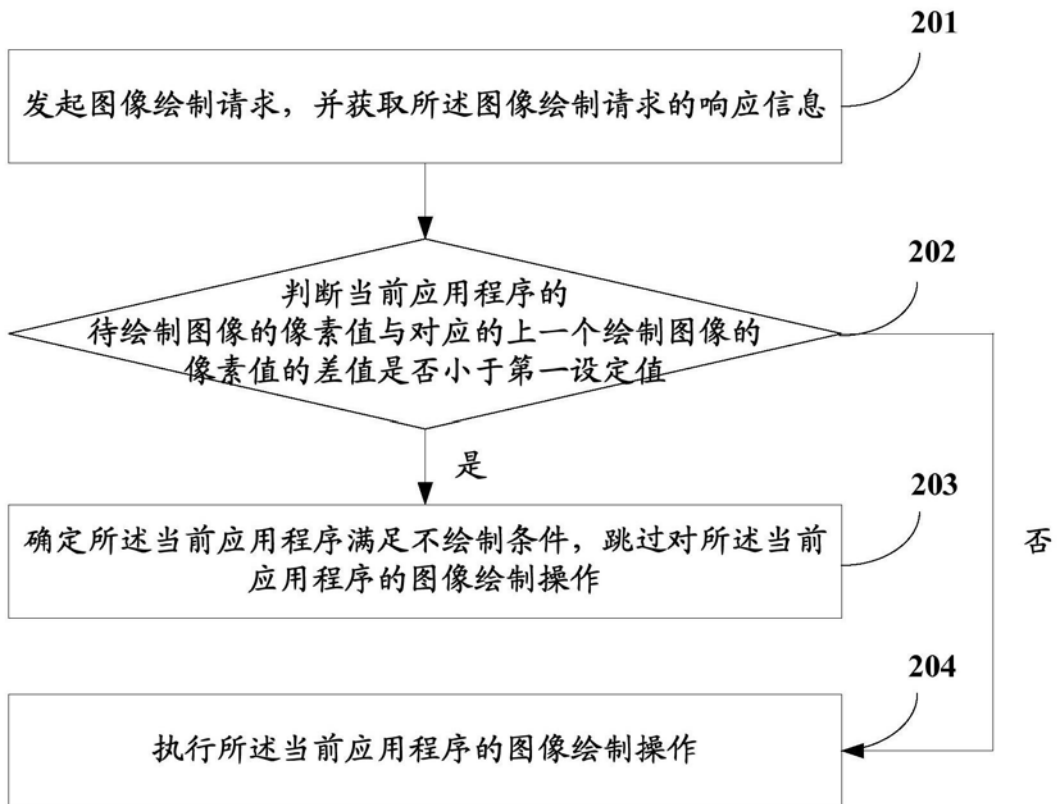 201
发起图像绘制请求，并获取所述图像绘制请求的响应信息
202
判断当前应用程序的
待绘制图像的像素值与对应的上一个绘制图像的
像素值的差值是否小于第一设定值
是
203
确定所述当前应用程序满足不绘制条件，跳过对所述当前
应用程序的图像绘制操作
否
204
执行所述当前应用程序的图像绘制操作